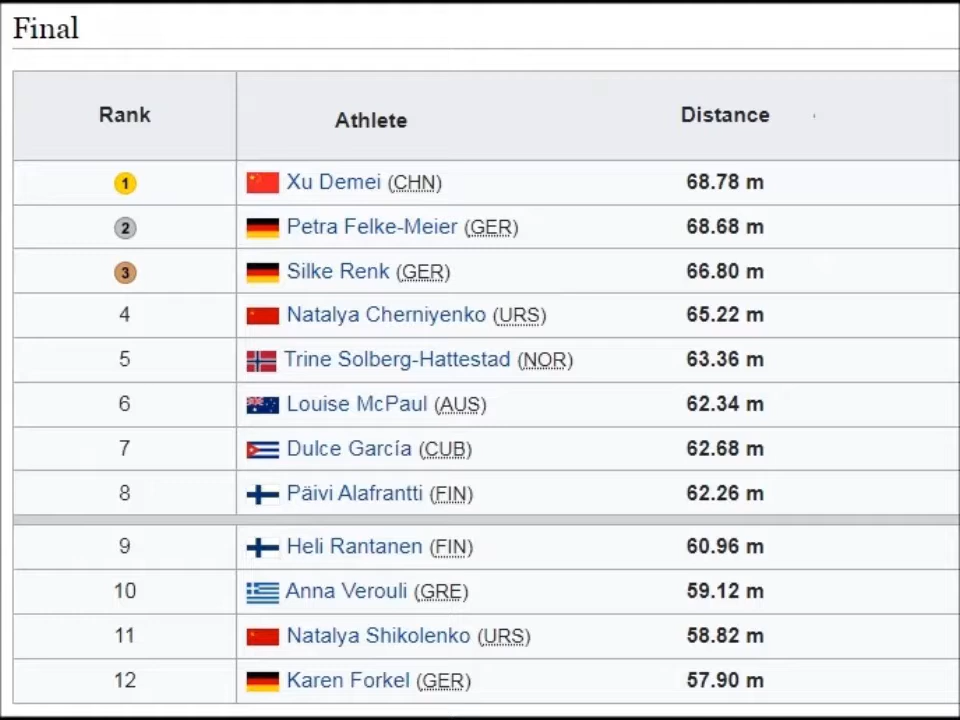 Final
Rank Athlete Distance
1 Xu Demei (CHN) 68.78 m
2 Petra Felke-Meier (GER) 68.68 m
3 Silke Renk (GER) 66.80 m
4 Natalya Cherniyenko (URS) 65.22 m
5 Trine Solberg-Hattestad (NOR) 63.36 m
6 Louise McPaul (AUS) 62.34 m
7 Dulce García (CUB) 62.68 m
8 Päivi Alafrantti (FIN) 62.26 m
9 Heli Rantanen (FIN) 60.96 m
10 Anna Verouli (GRE) 59.12 m
11 Natalya Shikolenko (URS) 58.82 m
12 Karen Forkel (GER) 57.90 m